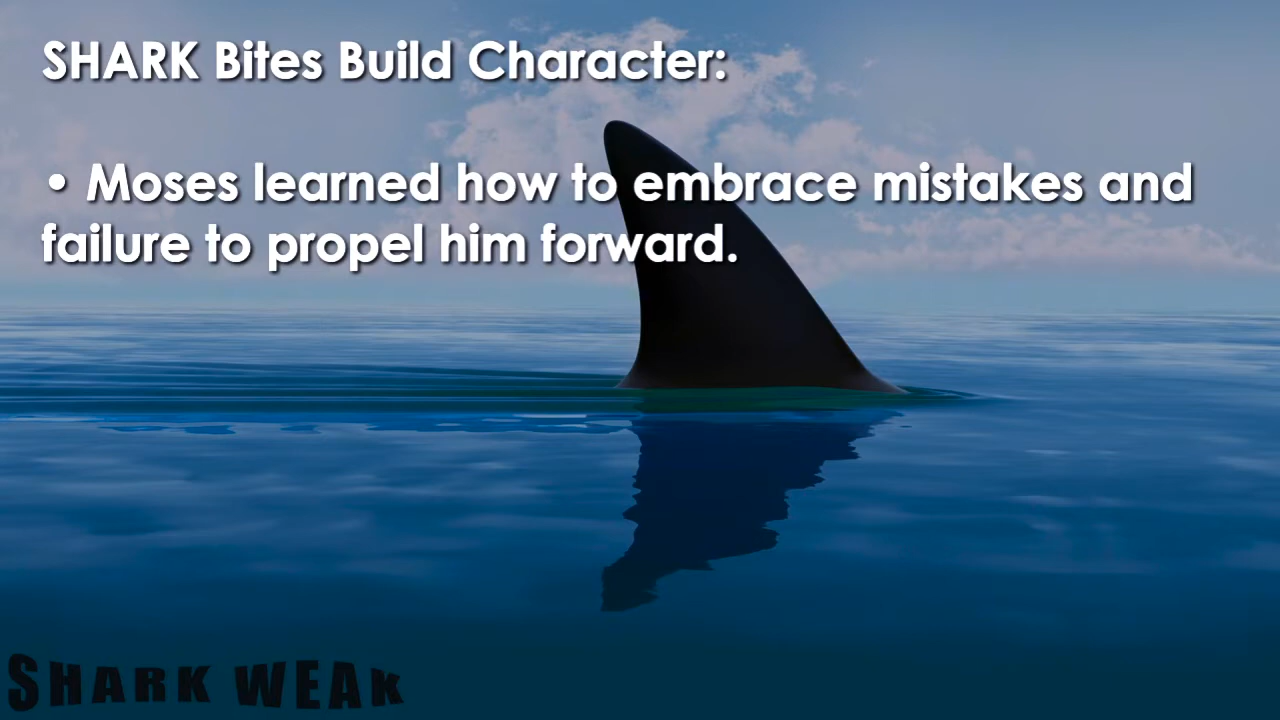 SHARK Bites Build Character:
• Moses learned how to embrace mistakes and
failure to propel him forward.
SHARK WEAK